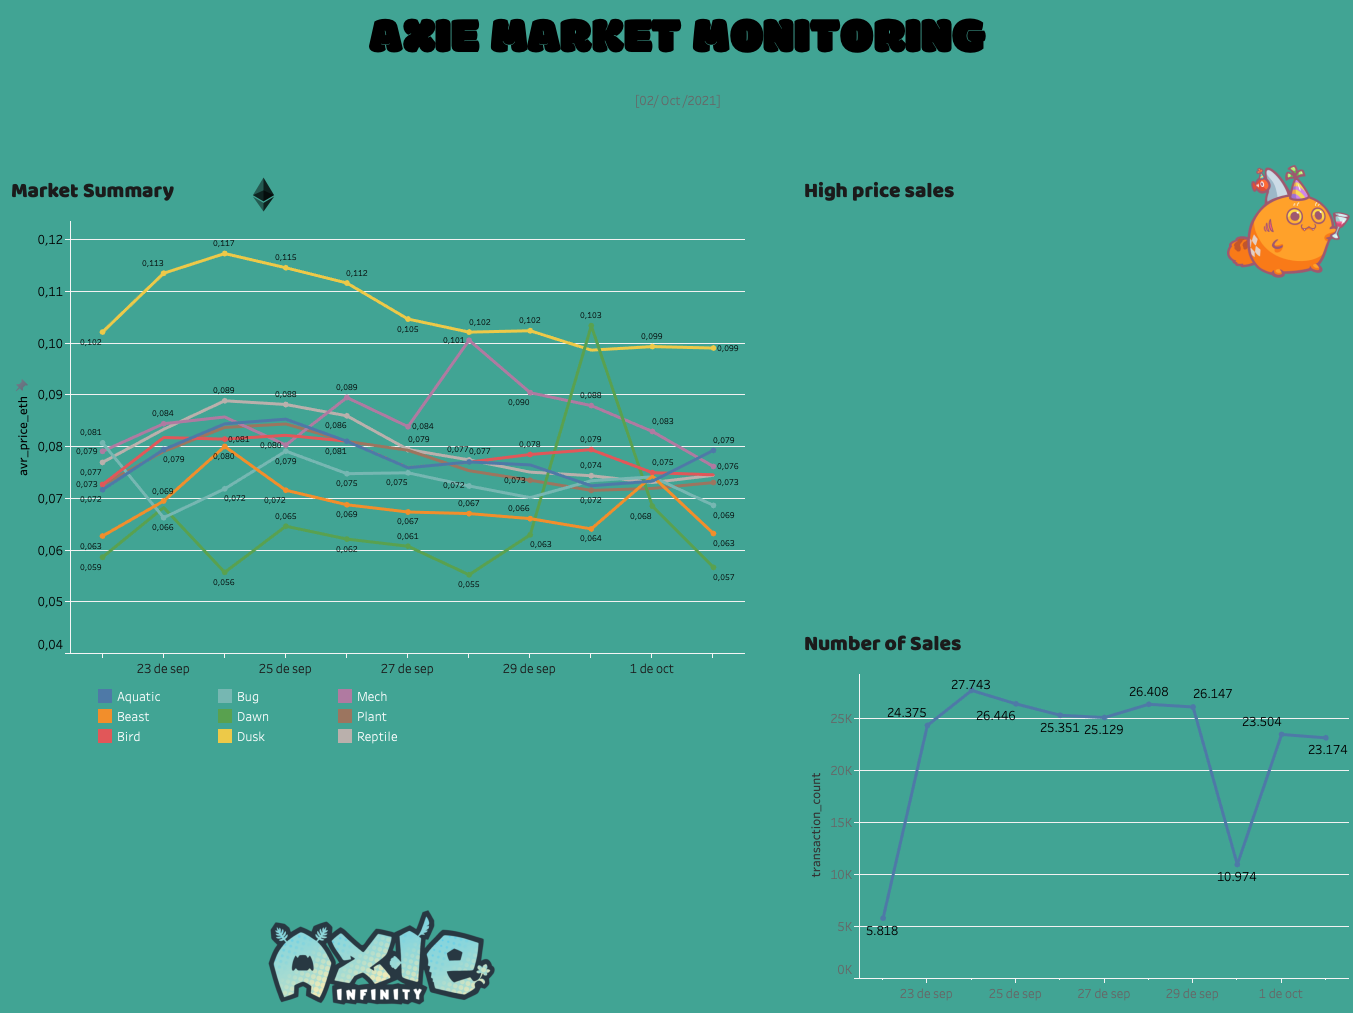 AXIE MARKET MONITORING
[02/ Oct /2021]
Market Summary
High price sales
+0
0,12
0,11
0,10
0,09
0,08
0,07
0,06
0,05
0,04
avr_price_eth
0,117
0,113
0,115
0,112
0,105
0,102
0,102
0,102
0,101
0,103
0,099
0,099
0,089
0,088
0,089
0,090
0,088
0,084
0,086
0,084
0,083
0,081
0,079
0,077
0,073
0,072
0,079
0,081
0,080
0,080
0,081
0,079
0,079
0,077
0,077
0,078
0,079
0,079
0,075
0,076
0,074
0,073
0,073
0,069
0,066
0,072
0,072
0,075
0,075
0,072
0,072
0,065
0,069
0,067
0,067
0,066
0,068
0,069
0,063
0,059
0,056
0,062
0,061
0,055
0,063
0,064
0,063
0,057
23 de sep
25 de sep
27 de sep
29 de sep
1 de oct
Aquatic
Bug
Mech
Beast
Dawn
Plant
Bird
Dusk
Reptile
Number of Sales
transaction_count
25K
20K
15K
10K
5K
0K
5.818
24.375
27.743
26.446
25.351
25.129
26.408
26.147
10.974
23.504
23.174
23 de sep
25 de sep
27 de sep
29 de sep
1 de oct
Axie
INFINITY